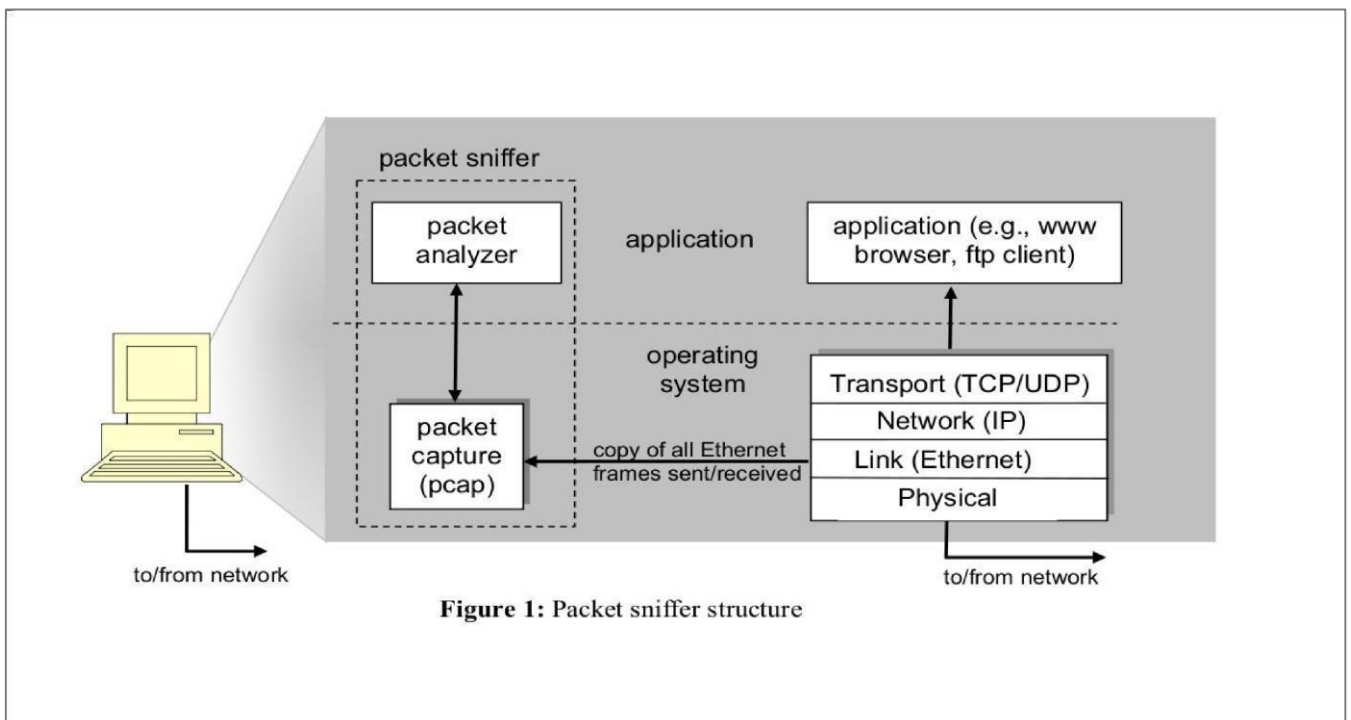 packet sniffer
packet
analyzer
application
application (e.g., www
browser, ftp client)
operating
system
packet
capture
(pcap)
copy of all Ethernet
frames sent/received
Transport (TCP/UDP)
Network (IP)
Link (Ethernet)
Physical
to/from network
to/from network
Figure 1: Packet sniffer structure